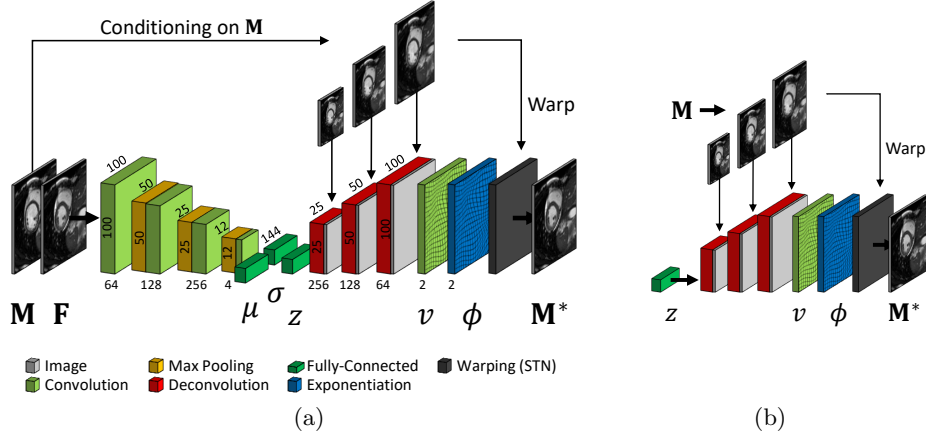 Conditioning on M
Warp
100
100
64
50
50
128
25
25
256
12
12
4
144
μ
σ
z
25
25
256
50
50
128
100
100
64
2
2
v
ϕ
M
F
M*
Image
Convolution
Max Pooling
Deconvolution
Fully-Connected
Exponentiation
Warping (STN)
(a)
M
Warp
z
v
ϕ
M*
(b)